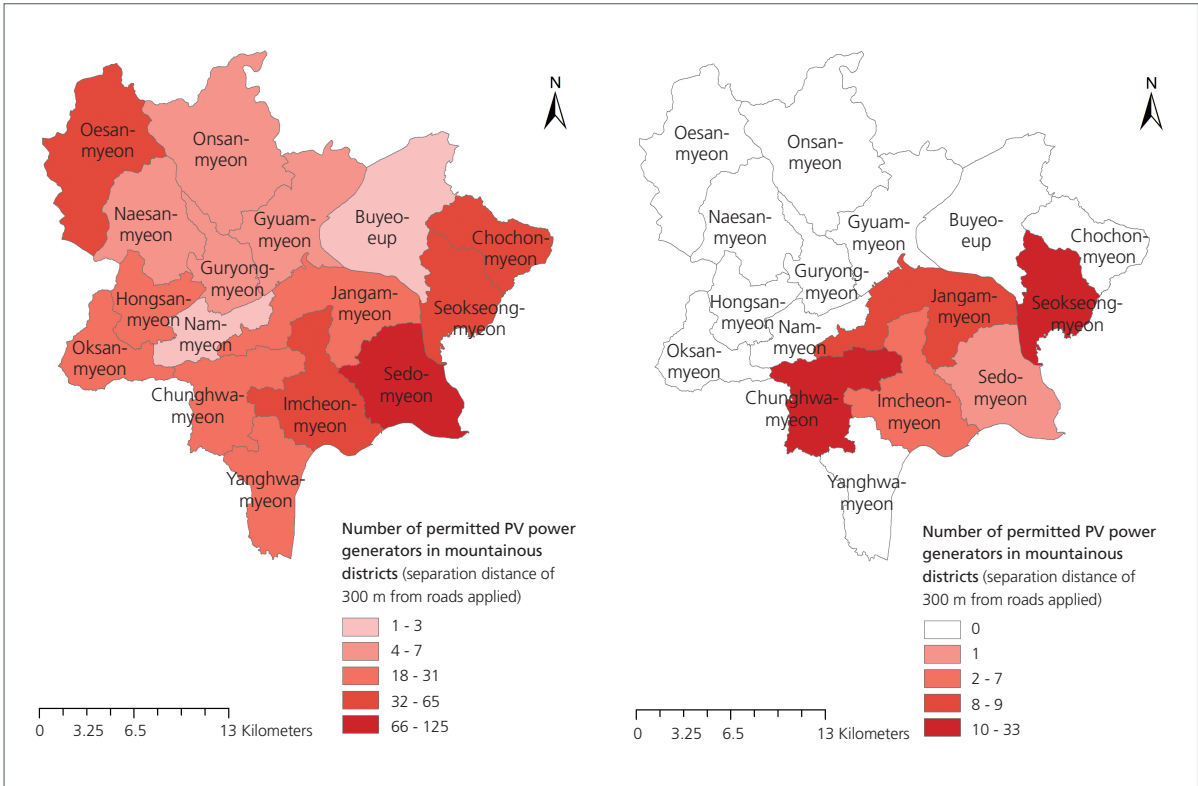 N
Oesan-
myeon
Onsan-
myeon
Naesan-
myeon
Gyuam-
myeon
Buyeo-
eup
Chochon-
myeon
Guryong-
myeon
Hongsan-
myeon
Nam-
myeon
Jangam-
myeon
Seokseong-
myeon
Oksan-
myeon
Sedo-
myeon
Chunghwa-
myeon
Imcheon-
myeon
Yanghwa-
myeon
Number of permitted PV power
generators in mountainous
districts (separation distance of
300 m from roads applied)
1 - 3
4 - 7
18 - 31
32 - 65
66 - 125
0 3.25 6.5 13 Kilometers
N
Oesan-
myeon
Onsan-
myeon
Naesan-
myeon
Gyuam-
myeon
Buyeo-
eup
Chochon-
myeon
Guryong-
myeon
Hongsan-
myeon
Nam-
myeon
Jangam-
myeon
Seokseong-
myeon
Oksan-
myeon
Sedo-
myeon
Chunghwa-
myeon
Imcheon-
myeon
Yanghwa-
myeon
Number of permitted PV power
generators in mountainous
districts (separation distance of
300 m from roads applied)
0
1
2 - 7
8 - 9
10 - 33
0 3.25 6.5 13 Kilometers